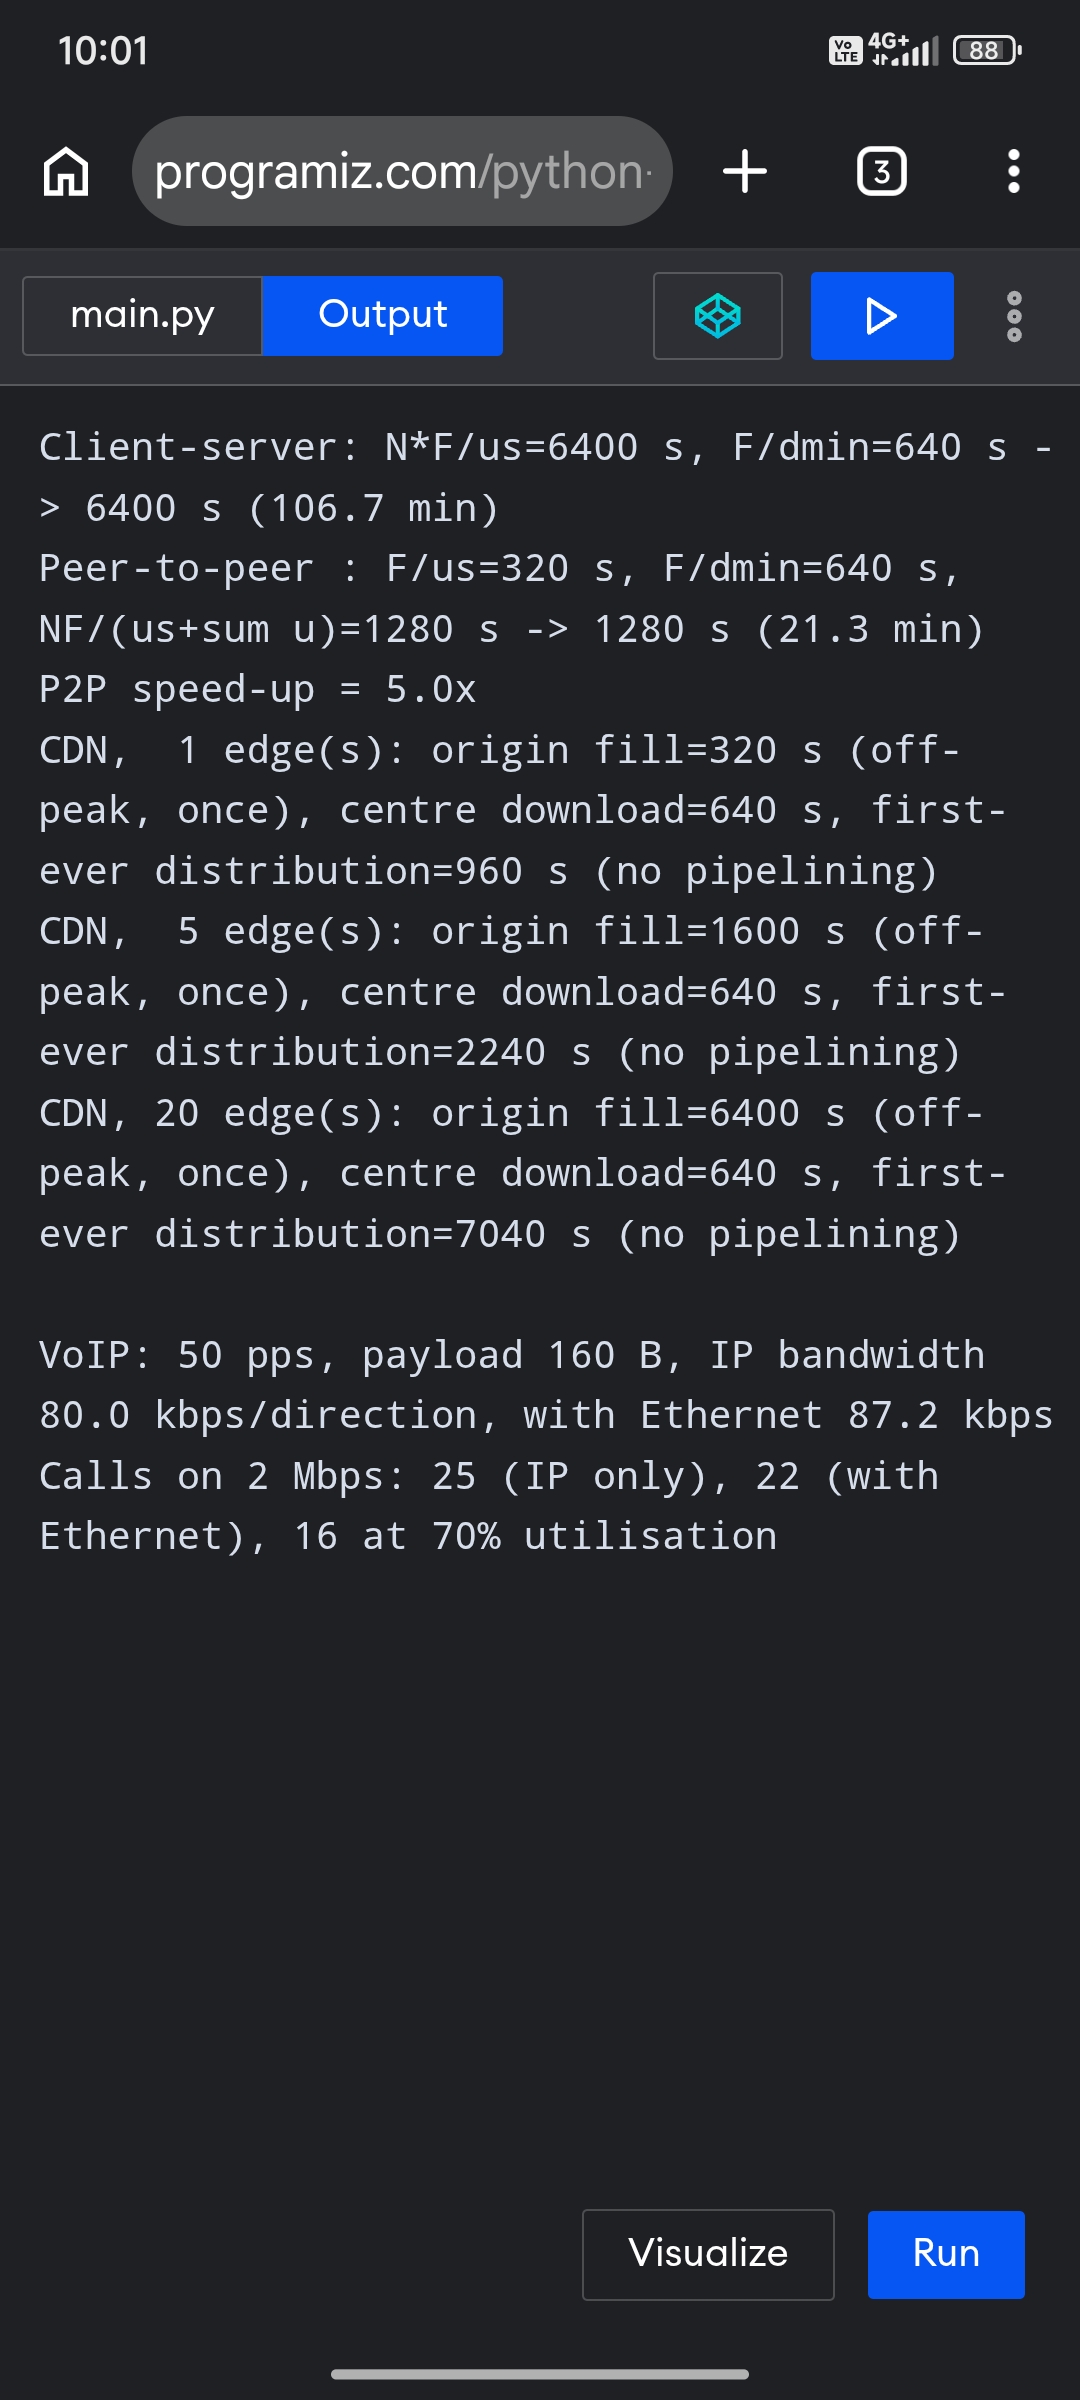 10:01
Vo LTE 4G+ 88
programiz.com/python-
3
main.py
Output
Client-server: N*F/us=6400 s, F/dmin=640 s -
> 6400 s (106.7 min)
Peer-to-peer : F/us=320 s, F/dmin=640 s,
NF/(us+sum u)=1280 s -> 1280 s (21.3 min)
P2P speed-up = 5.0x
CDN,  1 edge(s): origin fill=320 s (off-
peak, once), centre download=640 s, first-
ever distribution=960 s (no pipelining)
CDN,  5 edge(s): origin fill=1600 s (off-
peak, once), centre download=640 s, first-
ever distribution=2240 s (no pipelining)
CDN, 20 edge(s): origin fill=6400 s (off-
peak, once), centre download=640 s, first-
ever distribution=7040 s (no pipelining)
VoIP: 50 pps, payload 160 B, IP bandwidth
80.0 kbps/direction, with Ethernet 87.2 kbps
Calls on 2 Mbps: 25 (IP only), 22 (with
Ethernet), 16 at 70% utilisation
Visualize
Run